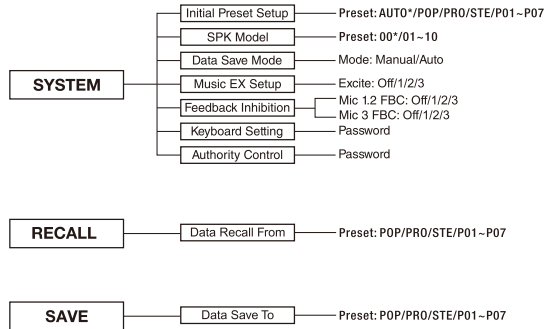 Initial Preset Setup Preset: AUTO*/POP/PRO/STE/P01~P07
SPK Model Preset: 00*/01~10
Data Save Mode Mode: Manual/Auto
SYSTEM Music EX Setup Excite: Off/1/2/3
Feedback Inhibition Mic 1.2 FBC: Off/1/2/3
Mic 3 FBC: Off/1/2/3
Keyboard Setting Password
Authority Control Password
RECALL Data Recall From Preset: POP/PRO/STE/P01~P07
SAVE Data Save To Preset: POP/PRO/STE/P01~P07